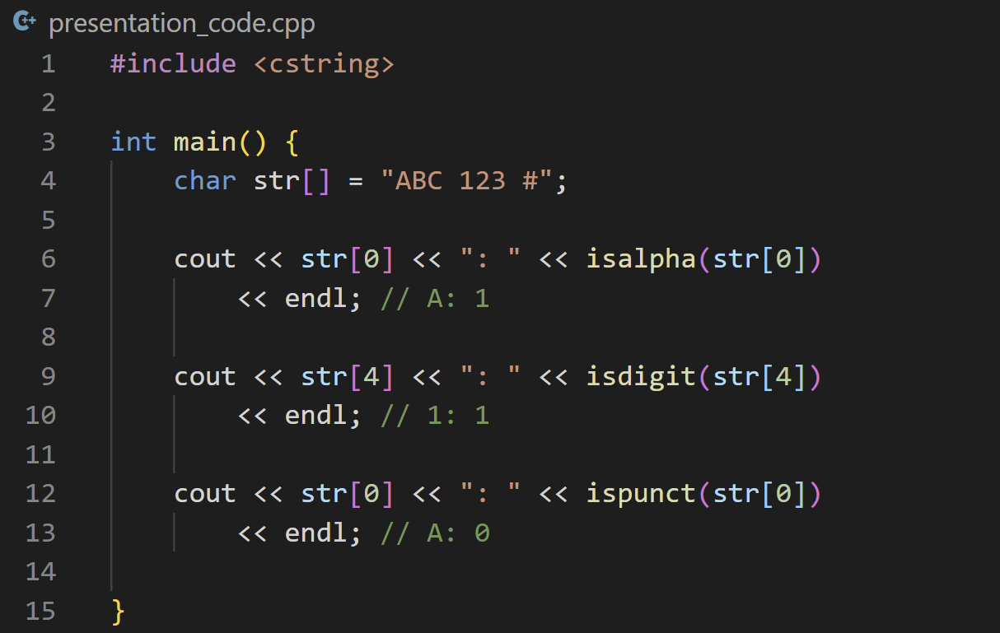 presentation_code.cpp
1 #include <cstring>
2
3 int main() {
4     char str[] = "ABC 123 #";
5
6     cout << str[0] << ": " << isalpha(str[0])
7         << endl; // A: 1
8
9     cout << str[4] << ": " << isdigit(str[4])
10         << endl; // 1: 1
11
12     cout << str[0] << ": " << ispunct(str[0])
13         << endl; // A: 0
14
15 }